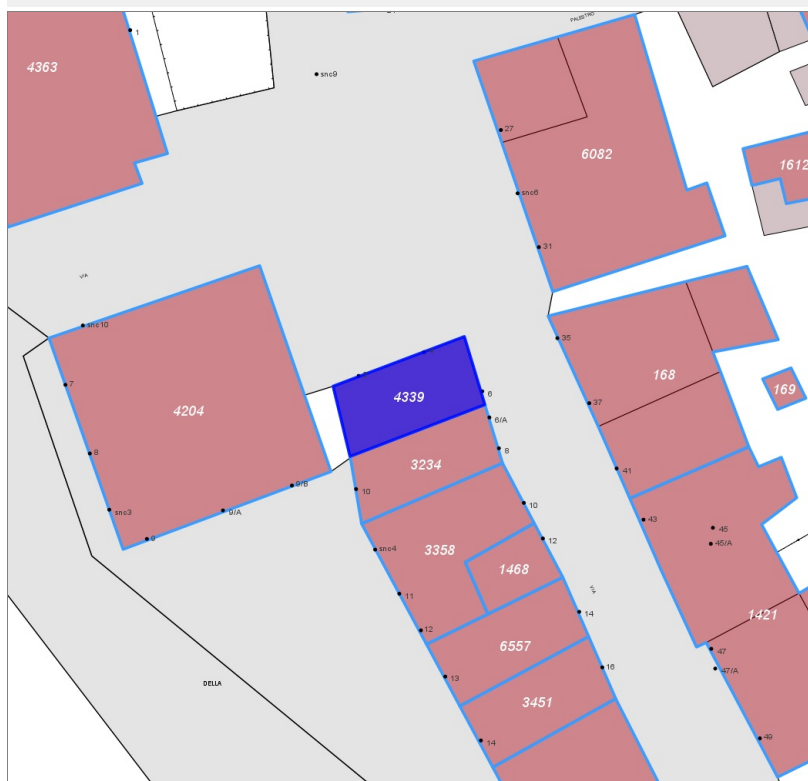 PALESTRO
1
4363
snc9
27
6082
1612
snc6
31
VIA
snc10
35
7
4339
6
168
169
37
4204
6/A
8
8
3234
41
9/B
10
10
43
snc3
9/A
45
9
12
45/A
snc4
3358
1468
11
VIA
14
1421
12
6557
47
16
47/A
13
DELLA
3451
14
49